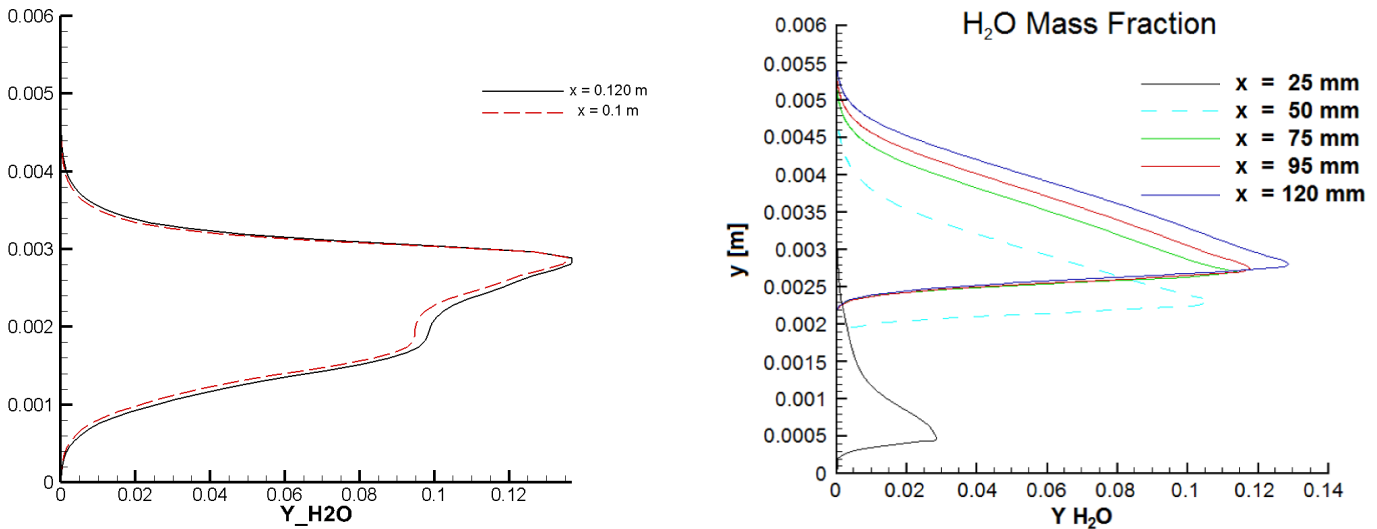 0.006
0.005
0.004
0.003
0.002
0.001
0
0 0.02 0.04 0.06 0.08 0.1 0.12
Y_H2O
x = 0.120 m
x = 0.1 m
H₂O Mass Fraction
0.006
0.0055
0.005
0.0045
0.004
0.0035
0.003
0.0025
0.002
0.0015
0.001
0.0005
0
y [m]
0 0.02 0.04 0.06 0.08 0.1 0.12 0.14
Y H₂O
x = 25 mm
x = 50 mm
x = 75 mm
x = 95 mm
x = 120 mm